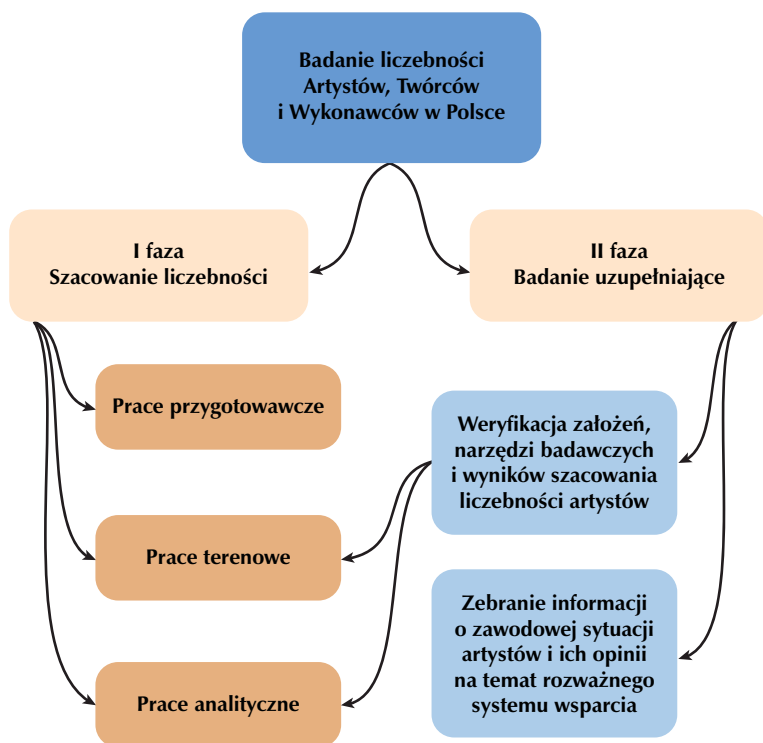 Badanie liczebności
Artystów, Twórców
i Wykonawców w Polsce
I faza
Szacowanie liczebności
II faza
Badanie uzupełniające
Prace przygotowawcze
Weryfikacja założeń,
narzędzi badawczych
i wyników szacowania
liczebności artystów
Prace terenowe
Zebranie informacji
o zawodowej sytuacji
artystów i ich opinii
na temat rozważnego
systemu wsparcia
Prace analityczne